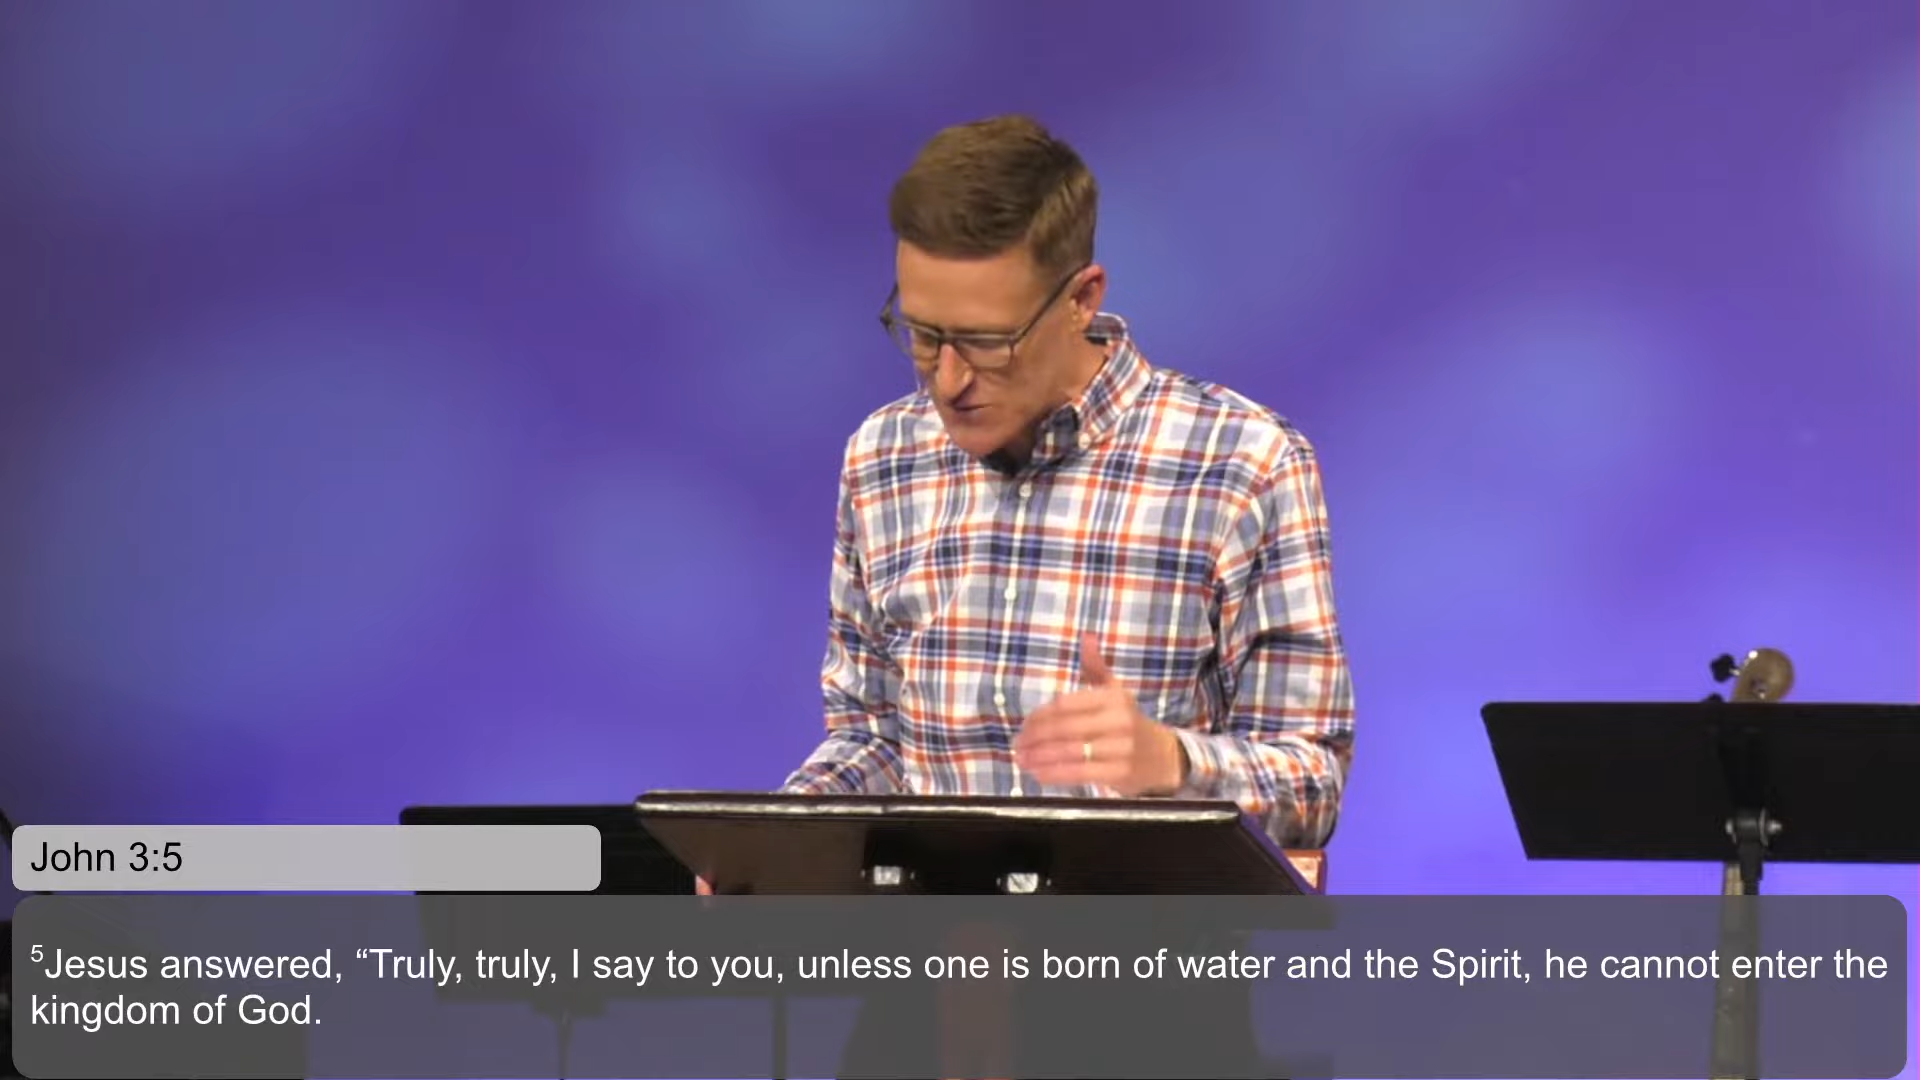 John 3:5
⁵Jesus answered, “Truly, truly, I say to you, unless one is born of water and the Spirit, he cannot enter the
kingdom of God.